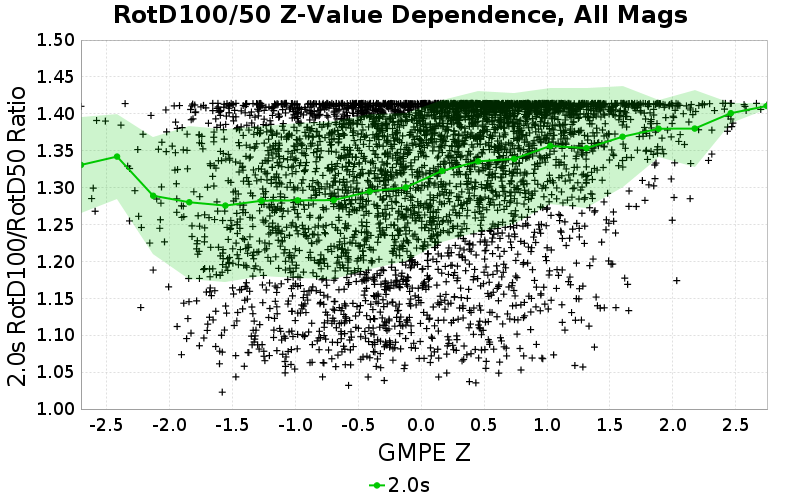 RotD100/50 Z-Value Dependence, All Mags
2.0s RotD100/RotD50 Ratio
1.50
1.45
1.40
1.35
1.30
1.25
1.20
1.15
1.10
1.05
1.00
-2.5 -2.0 -1.5 -1.0 -0.5 0.0 0.5 1.0 1.5 2.0 2.5
GMPE Z
2.0s